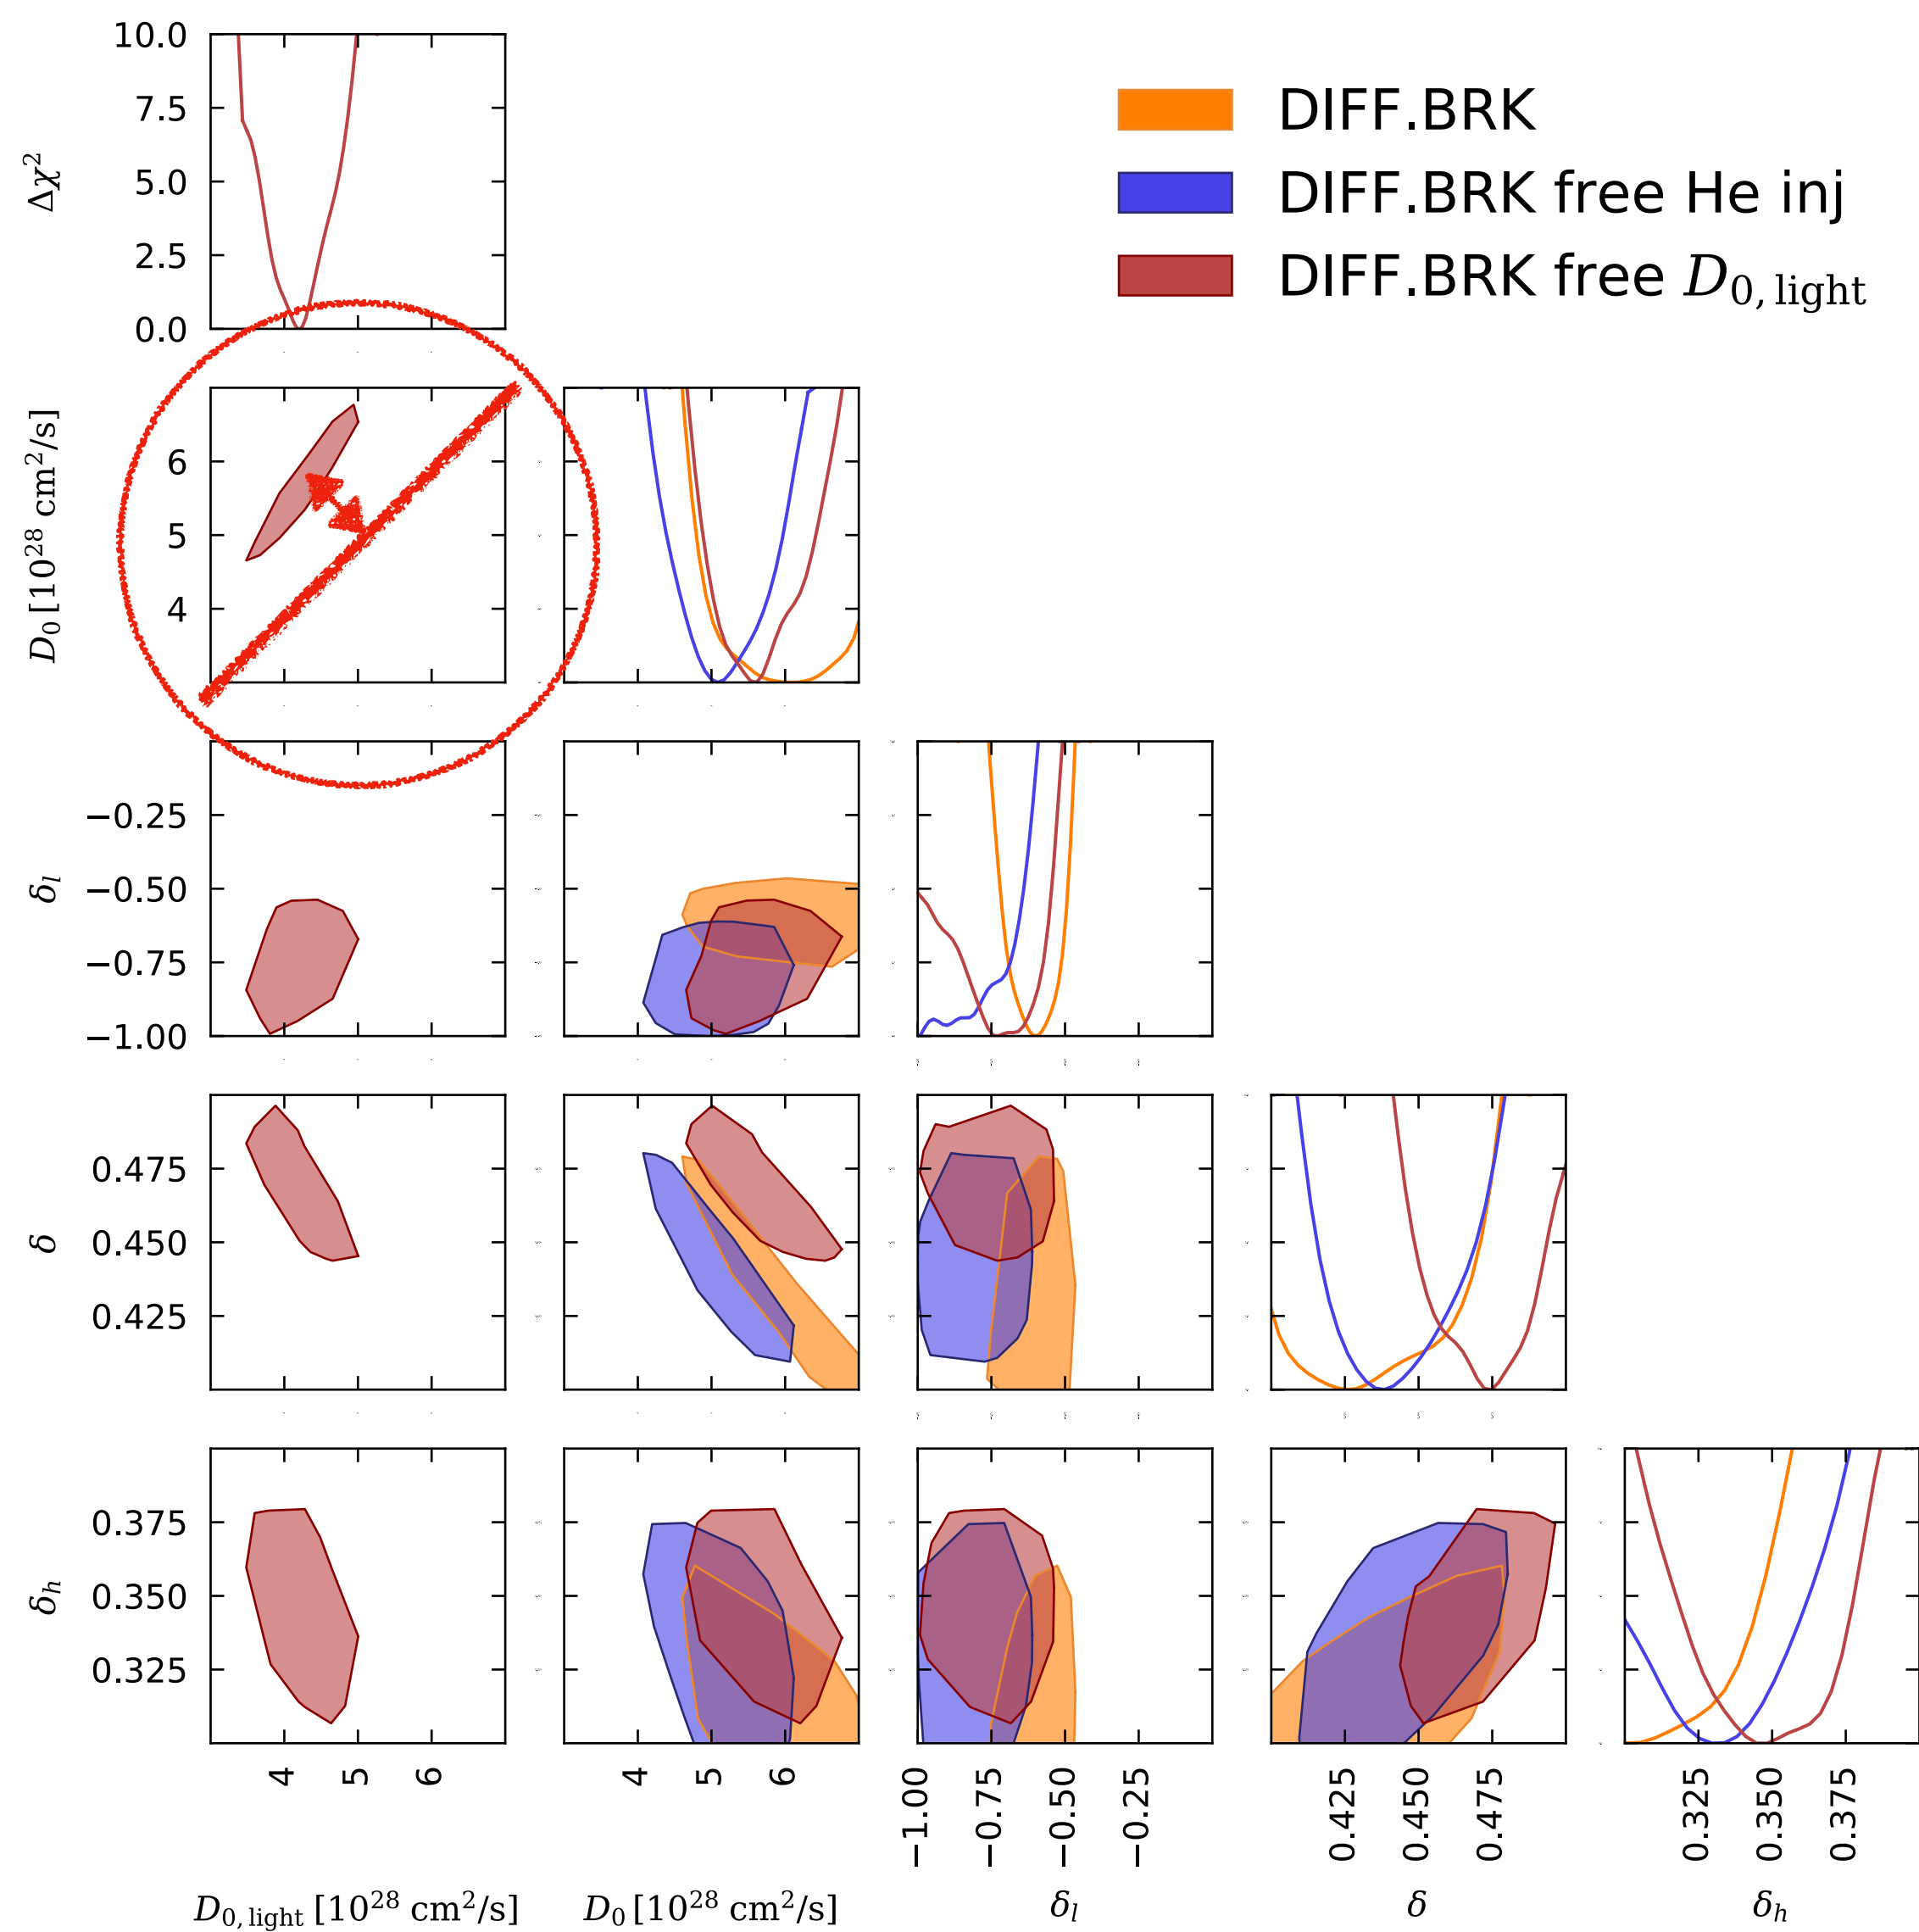 10.0
7.5
5.0
2.5
0.0
Δχ²
DIFF.BRK
DIFF.BRK free He inj
DIFF.BRK free D₀,light
6
5
4
D₀ [10²⁸ cm²/s]
−0.25
−0.50
−0.75
−1.00
δₗ
0.475
0.450
0.425
δ
0.375
0.350
0.325
δₕ
4 5 6 4 5 6 −1.00 −0.75 −0.50 −0.25 0.425 0.450 0.475 0.325 0.350 0.375
D₀,light [10²⁸ cm²/s] D₀ [10²⁸ cm²/s] δₗ δ δₕ